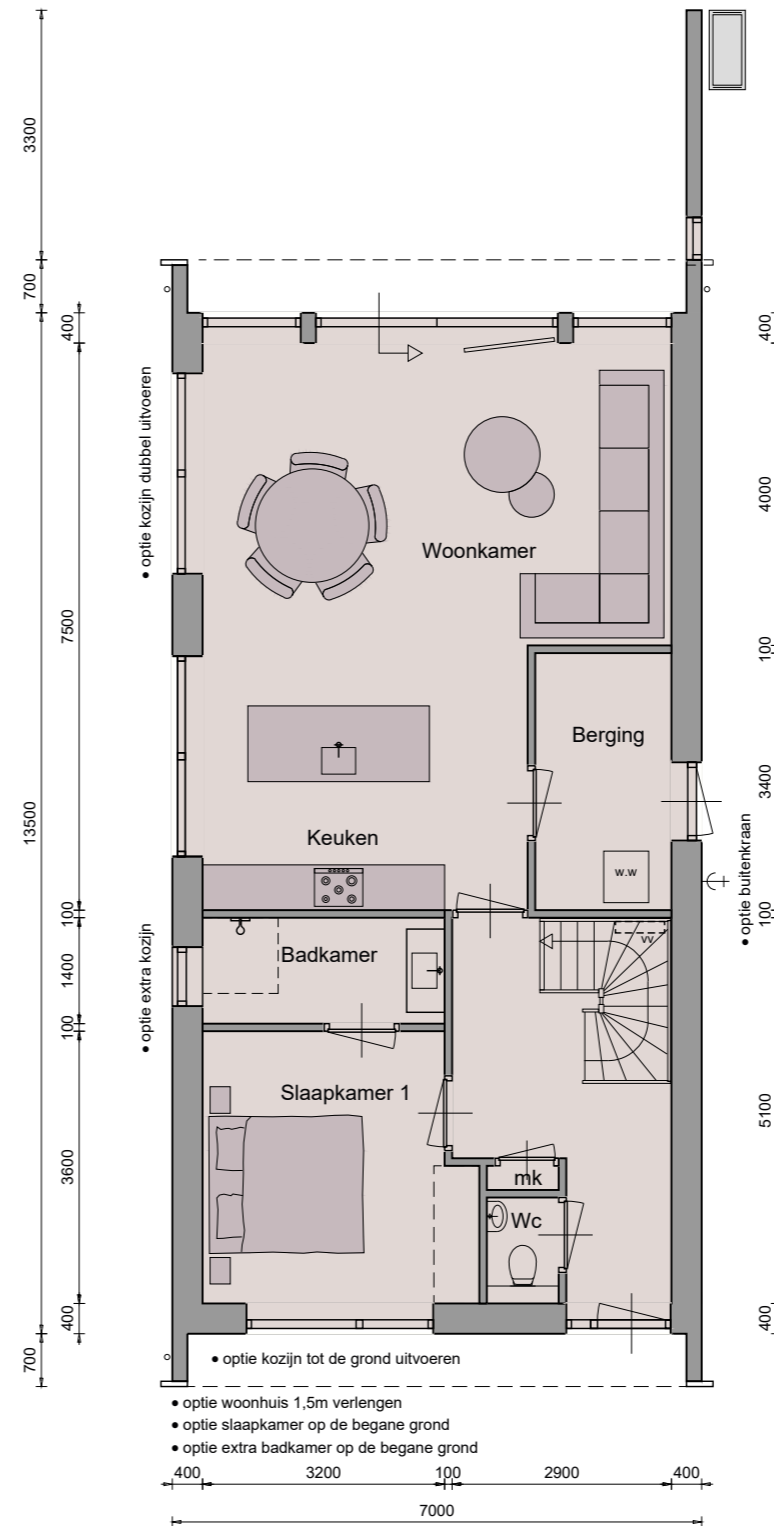 3300
700
400
400
• optie kozijn dubbel uitvoeren
4000
Woonkamer
7500
100
Berging
13500
3400
Keuken
• optie buitenkraan
w.w
100
100
• optie extra kozijn
Badkamer
vv
1400
100
Slaapkamer 1
5100
3600
mk
Wc
400
400
700
• optie kozijn tot de grond uitvoeren
• optie woonhuis 1,5m verlengen
• optie slaapkamer op de begane grond
• optie extra badkamer op de begane grond
400 3200 100 2900 400
7000